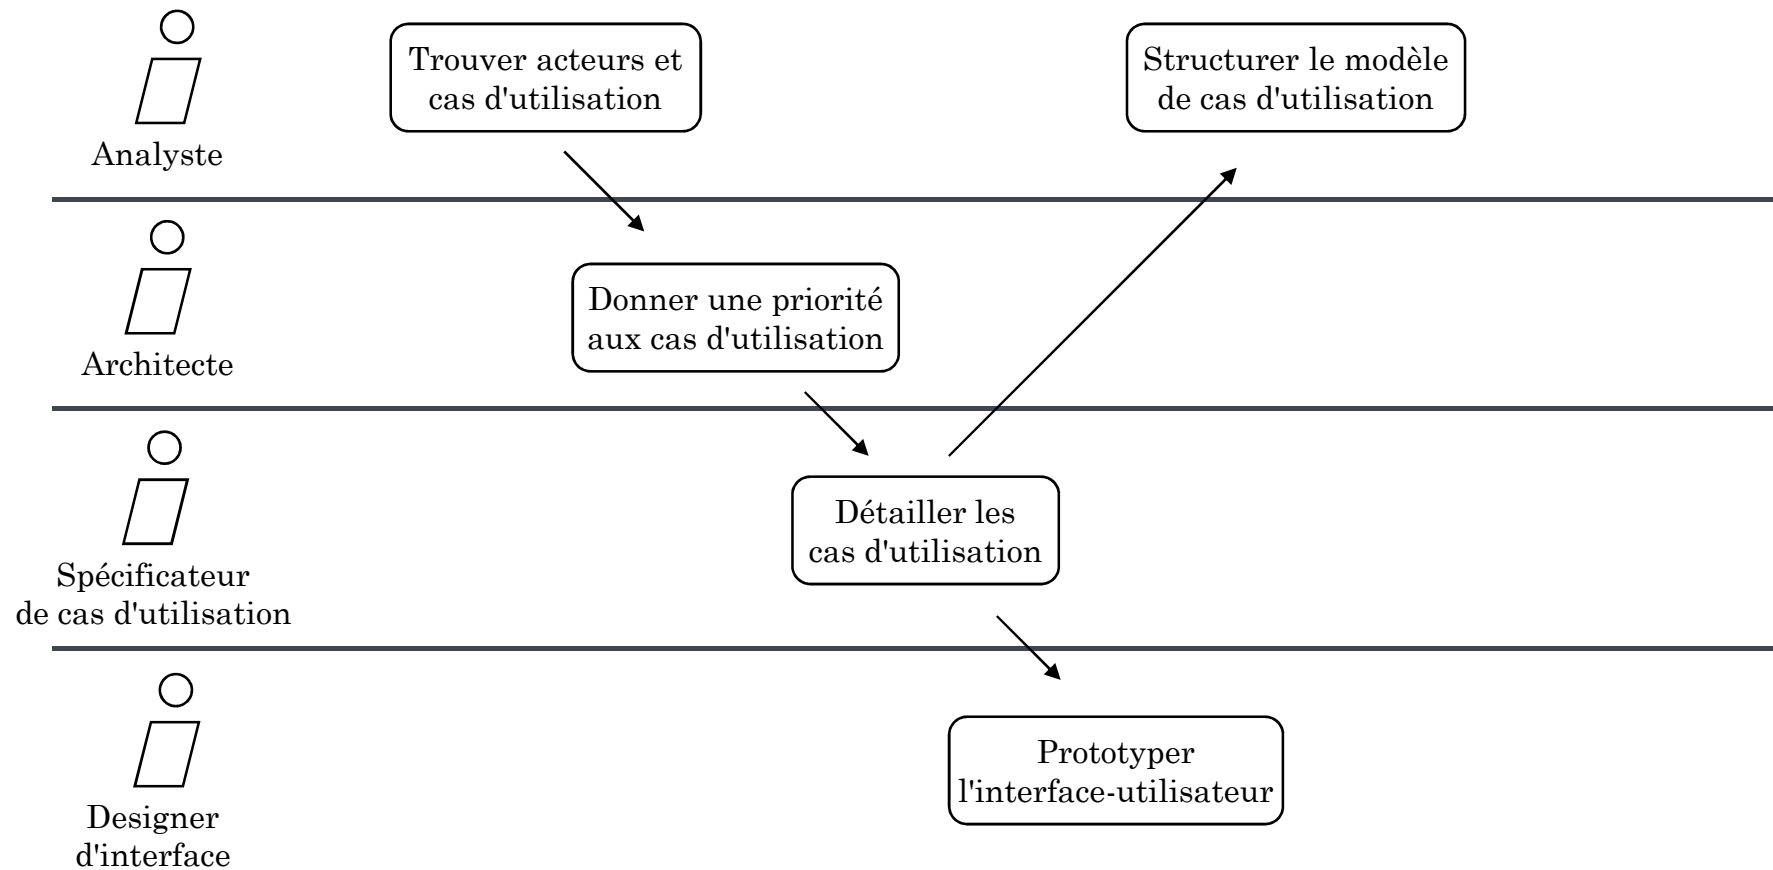 Trouver acteurs et
cas d'utilisation
Structurer le modèle
de cas d'utilisation
Analyste
Donner une priorité
aux cas d'utilisation
Architecte
Détailler les
cas d'utilisation
Spécificateur
de cas d'utilisation
Prototyper
l'interface-utilisateur
Designer
d'interface